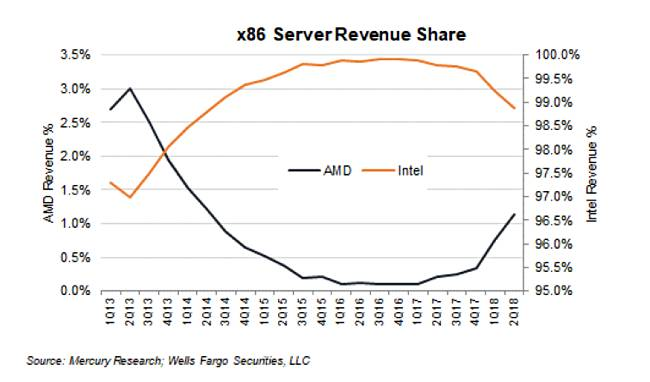 x86 Server Revenue Share
3.5%
3.0%
2.5%
2.0%
1.5%
1.0%
0.5%
0.0%
AMD Revenue %
100.0%
99.5%
99.0%
98.5%
98.0%
97.5%
97.0%
96.5%
96.0%
95.5%
95.0%
Intel Revenue %
AMD
Intel
1Q13
2Q13
3Q13
4Q13
1Q14
2Q14
3Q14
4Q14
1Q15
2Q15
3Q15
4Q15
1Q16
2Q16
3Q16
4Q16
1Q17
2Q17
3Q17
4Q17
1Q18
2Q18
Source: Mercury Research; Wells Fargo Securities, LLC